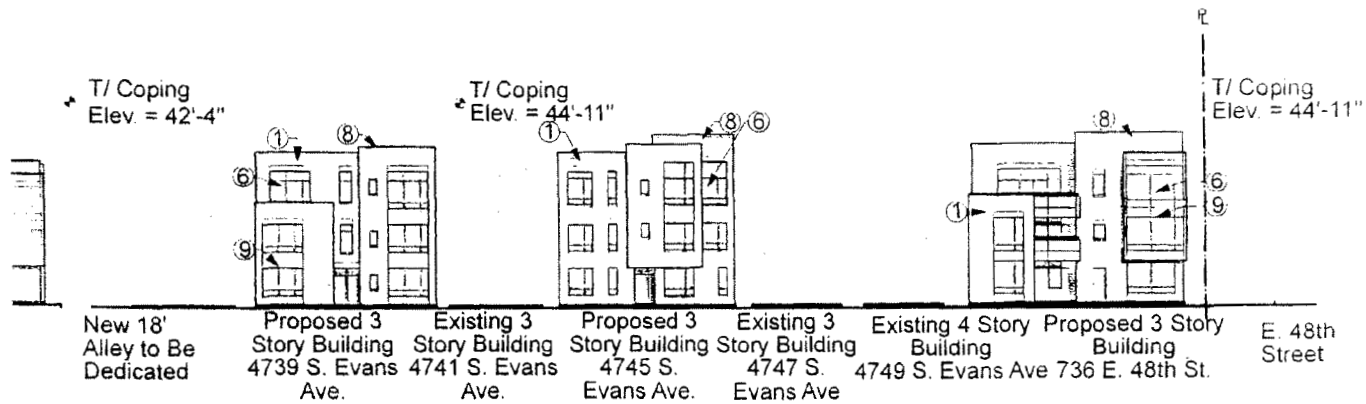 ℄
T/ Coping
Elev. = 42'-4"
T/ Coping
Elev. = 44'-11"
T/ Coping
Elev. = 44'-11"
1
8
6
9
1
8
6
8
6
9
1
New 18'
Alley to Be
Dedicated
Proposed 3
Story Building
4739 S. Evans
Ave.
Existing 3
Story Building
4741 S. Evans
Ave.
Proposed 3
Story Building
4745 S.
Evans Ave.
Existing 3
Story Building
4747 S.
Evans Ave
Existing 4 Story
Building
4749 S. Evans Ave
Proposed 3 Story
Building
736 E. 48th St.
E. 48th
Street